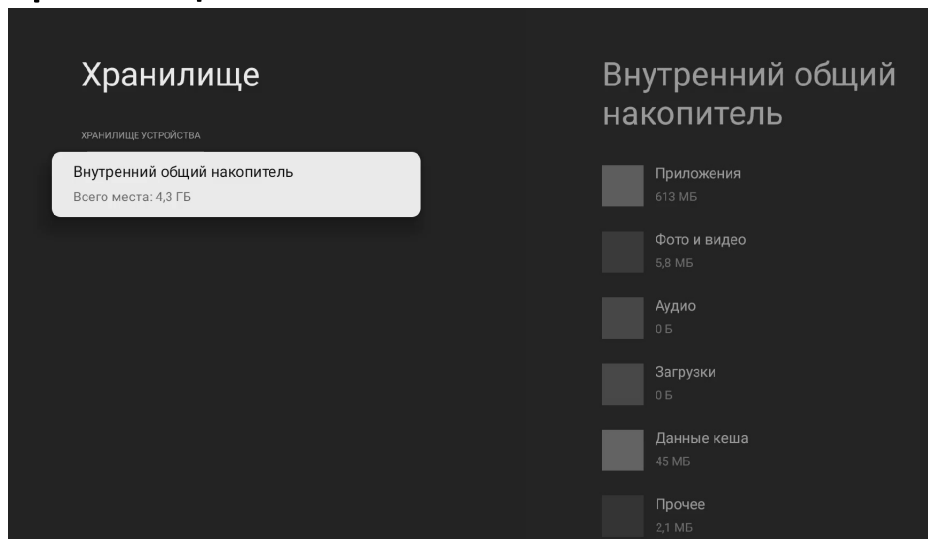 Хранилище
ХРАНИЛИЩЕ УСТРОЙСТВА
Внутренний общий накопитель
Всего места: 4,3 ГБ
Внутренний общий
накопитель
Приложения
613 МБ
Фото и видео
5,8 МБ
Аудио
0 Б
Загрузки
0 Б
Данные кеша
45 МБ
Прочее
2,1 МБ